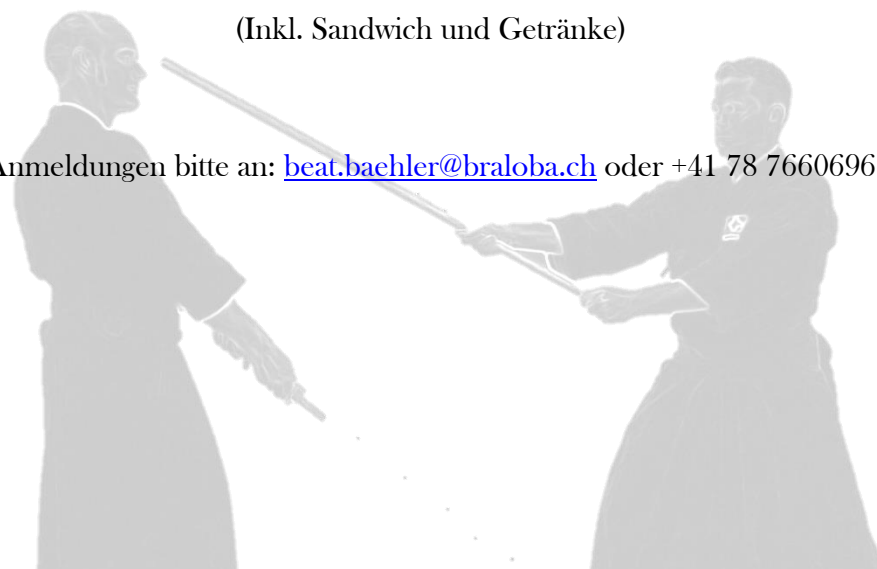 (Inkl. Sandwich und Getränke)
Anmeldungen bitte an: beat.baehler@braloba.ch oder +41 78 7660696